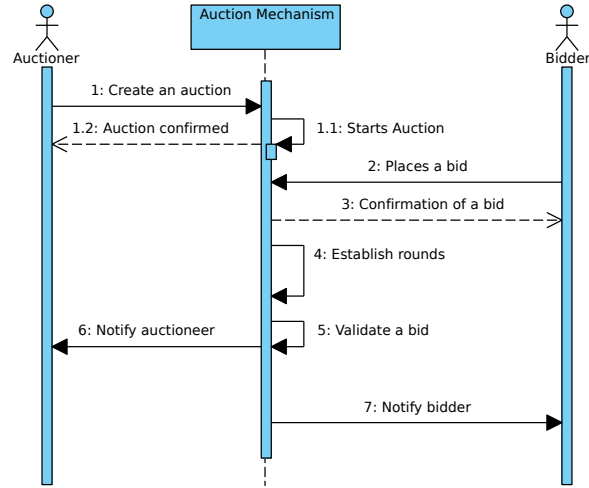 Auction Mechanism
Auctioner
Bidder
1: Create an auction
1.1: Starts Auction
1.2: Auction confirmed
2: Places a bid
3: Confirmation of a bid
4: Establish rounds
5: Validate a bid
6: Notify auctioneer
7: Notify bidder